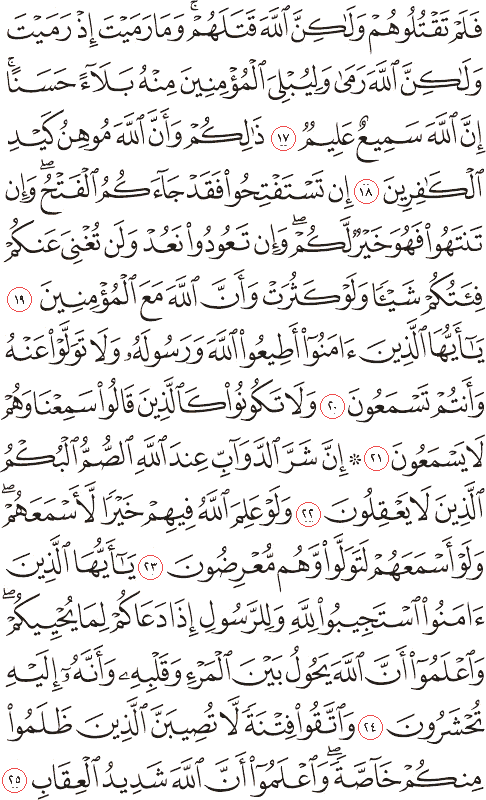 فَلَمْ تَقْتُلُوهُمْ وَلَٰكِنَّ ٱللَّهَ قَتَلَهُمْ ۚ وَمَا رَمَيْتَ إِذْ رَمَيْتَ
وَلَٰكِنَّ ٱللَّهَ رَمَىٰ وَلِيُبْلِىَ ٱلْمُؤْمِنِينَ مِنْهُ بَلَآءً حَسَنًا ۚ
إِنَّ ٱللَّهَ سَمِيعٌ عَلِيمٌ ١٧ ذَٰلِكُمْ وَأَنَّ ٱللَّهَ مُوهِنُ كَيْدِ
ٱلْكَٰفِرِينَ ١٨ إِن تَسْتَفْتِحُوا۟ فَقَدْ جَآءَكُمُ ٱلْفَتْحُ ۖ وَإِن
تَنتَهُوا۟ فَهُوَ خَيْرٌ لَّكُمْ ۖ وَإِن تَعُودُوا۟ نَعُدْ وَلَن تُغْنِىَ عَنكُمْ
فِئَتُكُمْ شَيْـًٔا وَلَوْ كَثُرَتْ وَأَنَّ ٱللَّهَ مَعَ ٱلْمُؤْمِنِينَ ١٩
يَٰٓأَيُّهَا ٱلَّذِينَ ءَامَنُوٓا۟ أَطِيعُوا۟ ٱللَّهَ وَرَسُولَهُۥ وَلَا تَوَلَّوْا۟ عَنْهُ
وَأَنتُمْ تَسْمَعُونَ ٢٠ وَلَا تَكُونُوا۟ كَٱلَّذِينَ قَالُوا۟ سَمِعْنَا وَهُمْ
لَا يَسْمَعُونَ ٢١ ۞ إِنَّ شَرَّ ٱلدَّوَآبِّ عِندَ ٱللَّهِ ٱلصُّمُّ ٱلْبُكْمُ
ٱلَّذِينَ لَا يَعْقِلُونَ ٢٢ وَلَوْ عَلِمَ ٱللَّهُ فِيهِمْ خَيْرًا لَّأَسْمَعَهُمْ ۖ
وَلَوْ أَسْمَعَهُمْ لَتَوَلَّوا۟ وَّهُم مُّعْرِضُونَ ٢٣ يَٰٓأَيُّهَا ٱلَّذِينَ
ءَامَنُوا۟ ٱسْتَجِيبُوا۟ لِلَّهِ وَلِلرَّسُولِ إِذَا دَعَاكُمْ لِمَا يُحْيِيكُمْ ۖ
وَٱعْلَمُوٓا۟ أَنَّ ٱللَّهَ يَحُولُ بَيْنَ ٱلْمَرْءِ وَقَلْبِهِۦ وَأَنَّهُۥٓ إِلَيْهِ
تُحْشَرُونَ ٢٤ وَٱتَّقُوا۟ فِتْنَةً لَّا تُصِيبَنَّ ٱلَّذِينَ ظَلَمُوا۟
مِنكُمْ خَآصَّةً ۖ وَٱعْلَمُوٓا۟ أَنَّ ٱللَّهَ شَدِيدُ ٱلْعِقَابِ ٢٥